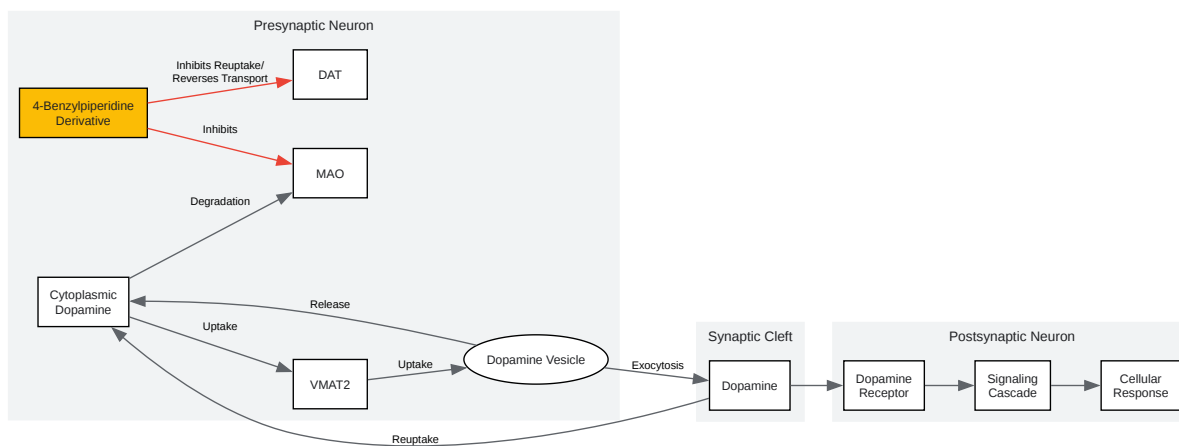 Presynaptic Neuron
Inhibits Reuptake/
Reverses Transport
DAT
4-Benzylpiperidine
Derivative
Inhibits
MAO
Degradation
Cytoplasmic
Dopamine
Release
Uptake
VMAT2
Uptake
Dopamine Vesicle
Exocytosis
Reuptake
Synaptic Cleft
Dopamine
Postsynaptic Neuron
Dopamine
Receptor
Signaling
Cascade
Cellular
Response